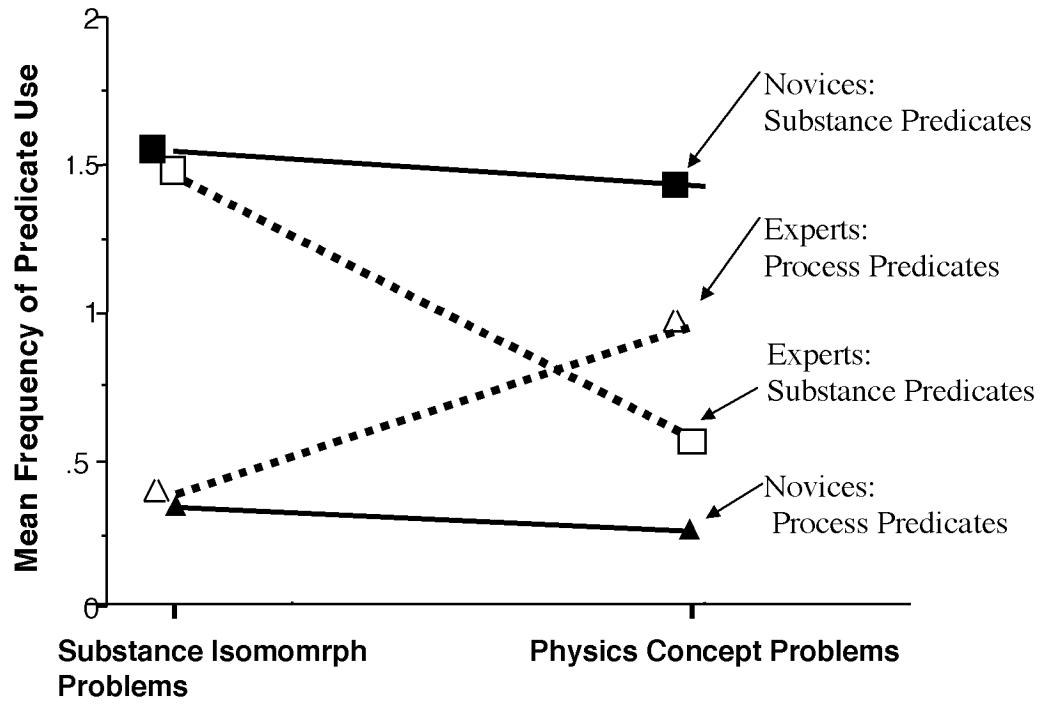 2
Novices:
Substance Predicates
1.5
Experts:
Process Predicates
1
Experts:
Substance Predicates
.5
Novices:
Process Predicates
0
Mean Frequency of Predicate Use
Substance Isomomrph
Problems
Physics Concept Problems